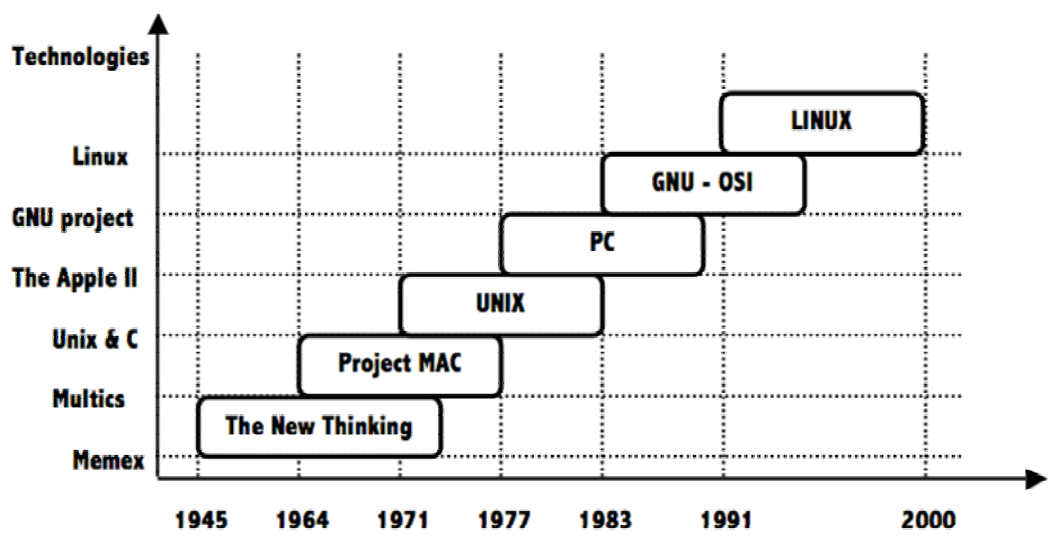 Technologies
LINUX
Linux
GNU - OSI
GNU project
PC
The Apple II
UNIX
Unix & C
Project MAC
Multics
The New Thinking
Memex
1945 1964 1971 1977 1983 1991 2000